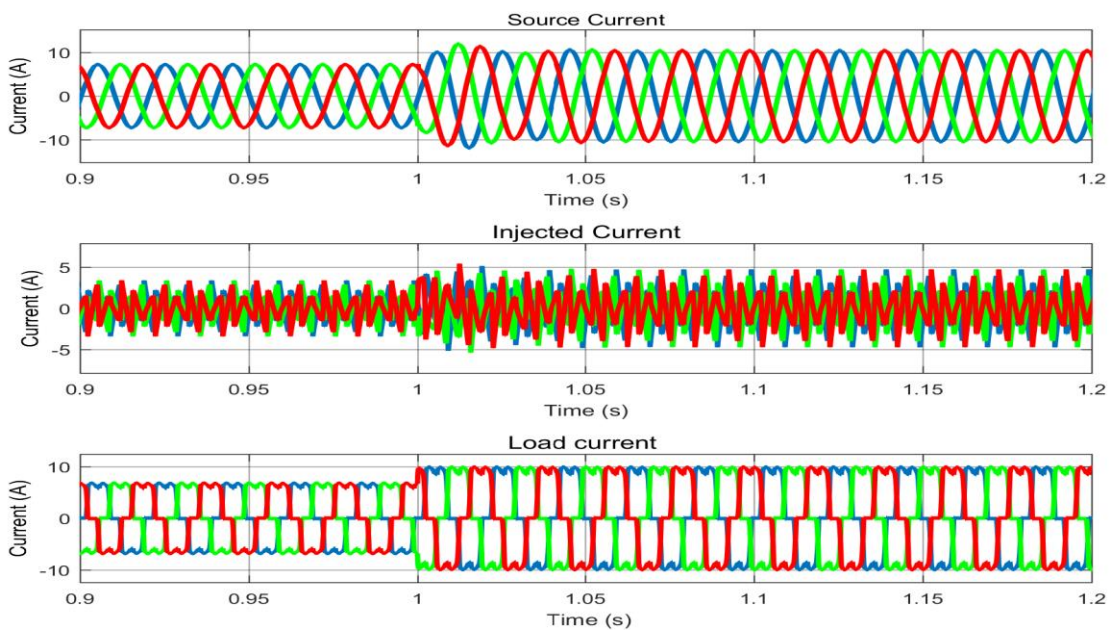 Source Current
Current (A)
10
0
-10
0.9 0.95 1 1.05 1.1 1.15 1.2
Time (s)
Injected Current
Current (A)
5
0
-5
0.9 0.95 1 1.05 1.1 1.15 1.2
Time (s)
Load current
Current (A)
10
0
-10
0.9 0.95 1 1.05 1.1 1.15 1.2
Time (s)